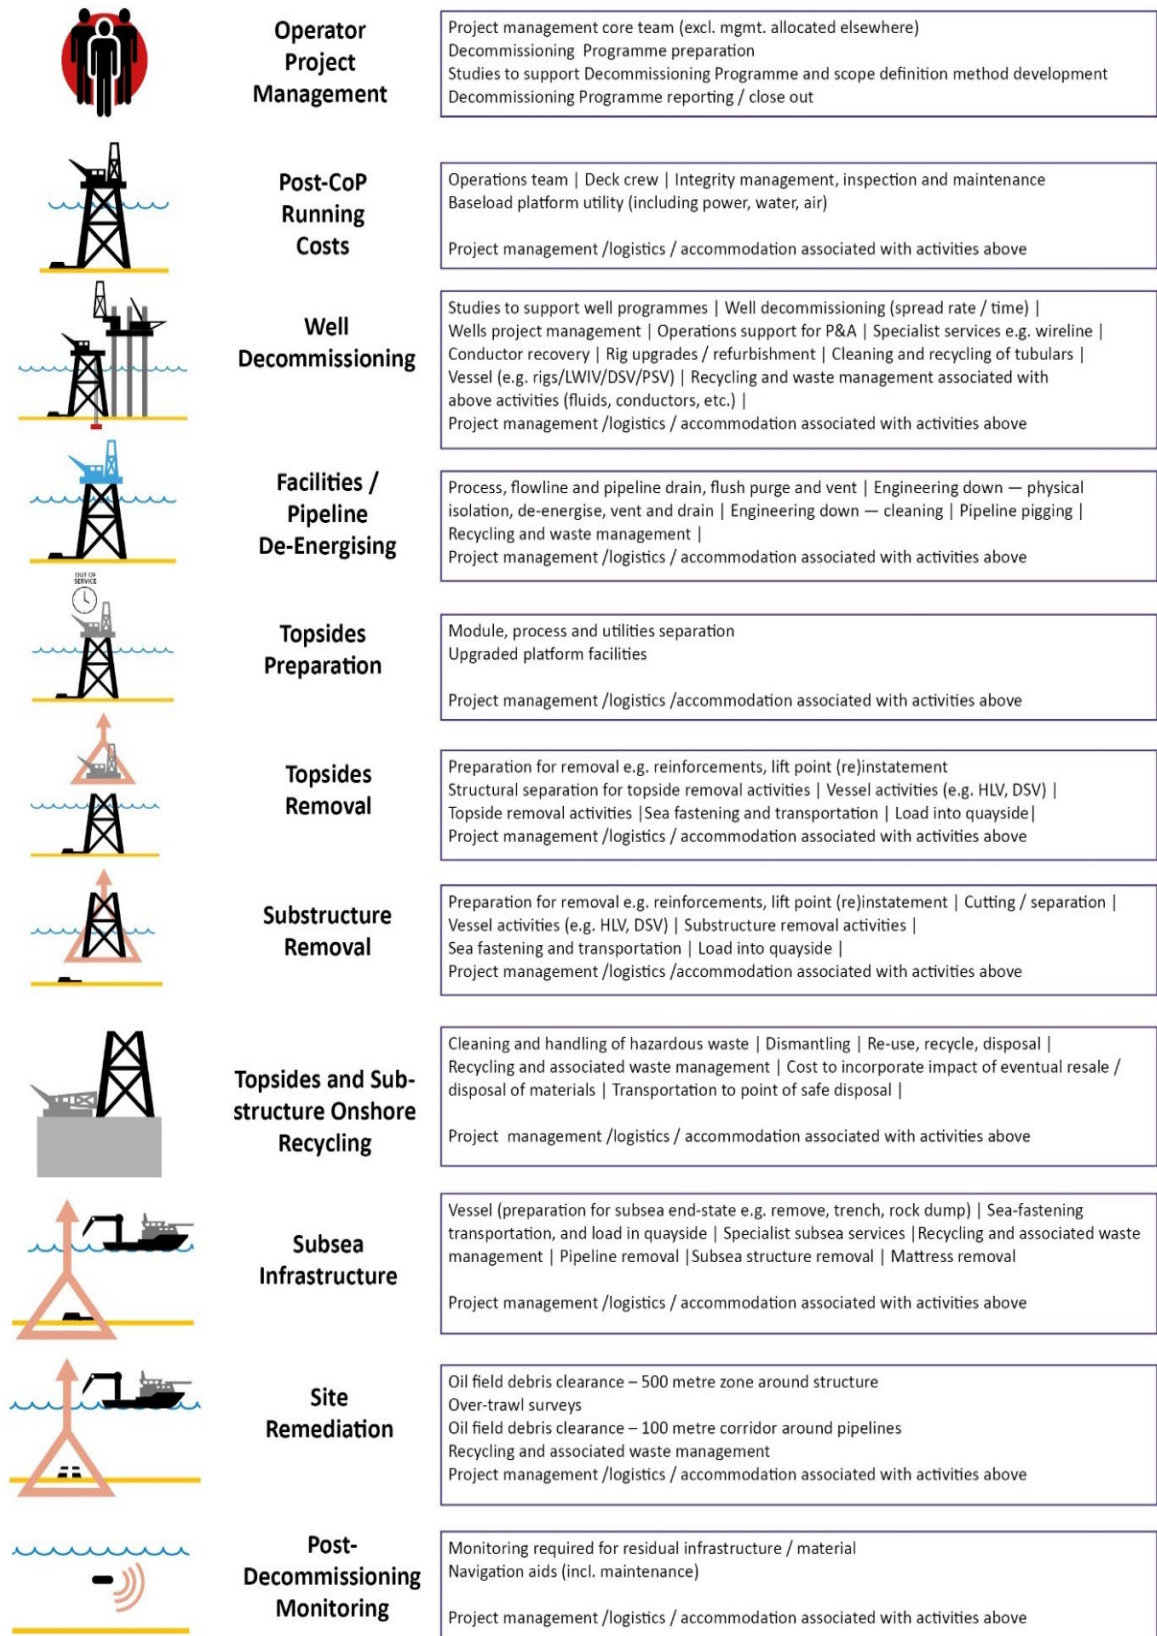 Operator
Project
Management
Project management core team (excl. mgmt. allocated elsewhere)
Decommissioning  Programme preparation
Studies to support Decommissioning Programme and scope definition method development
Decommissioning Programme reporting / close out
Post-CoP
Running
Costs
Operations team | Deck crew | Integrity management, inspection and maintenance
Baseload platform utility (including power, water, air)
Project management /logistics / accommodation associated with activities above
Well
Decommissioning
Studies to support well programmes | Well decommissioning (spread rate / time) |
Wells project management | Operations support for P&A | Specialist services e.g. wireline |
Conductor recovery | Rig upgrades / refurbishment | Cleaning and recycling of tubulars |
Vessel (e.g. rigs/LWIV/DSV/PSV) | Recycling and waste management associated with
above activities (fluids, conductors, etc.) |
Project management /logistics / accommodation associated with activities above
Facilities /
Pipeline
De-Energising
Process, flowline and pipeline drain, flush purge and vent | Engineering down — physical
isolation, de-energise, vent and drain | Engineering down — cleaning | Pipeline pigging |
Recycling and waste management |
Project management /logistics / accommodation associated with activities above
OUT OF
SERVICE
Topsides
Preparation
Module, process and utilities separation
Upgraded platform facilities
Project management /logistics /accommodation associated with activities above
Topsides
Removal
Preparation for removal e.g. reinforcements, lift point (re)instatement
Structural separation for topside removal activities | Vessel activities (e.g. HLV, DSV) |
Topside removal activities |Sea fastening and transportation | Load into quayside|
Project management /logistics / accommodation associated with activities above
Substructure
Removal
Preparation for removal e.g. reinforcements, lift point (re)instatement | Cutting / separation |
Vessel activities (e.g. HLV, DSV) | Substructure removal activities |
Sea fastening and transportation | Load into quayside |
Project management /logistics /accommodation associated with activities above
Topsides and Sub-
structure Onshore
Recycling
Cleaning and handling of hazardous waste | Dismantling | Re-use, recycle, disposal |
Recycling and associated waste management | Cost to incorporate impact of eventual resale /
disposal of materials | Transportation to point of safe disposal |
Project  management /logistics / accommodation associated with activities above
Subsea
Infrastructure
Vessel (preparation for subsea end-state e.g. remove, trench, rock dump) | Sea-fastening
transportation, and load in quayside | Specialist subsea services |Recycling and associated waste
management | Pipeline removal |Subsea structure removal | Mattress removal
Project management /logistics / accommodation associated with activities above
Site
Remediation
Oil field debris clearance – 500 metre zone around structure
Over-trawl surveys
Oil field debris clearance – 100 metre corridor around pipelines
Recycling and associated waste management
Project management /logistics / accommodation associated with activities above
Post-
Decommissioning
Monitoring
Monitoring required for residual infrastructure / material
Navigation aids (incl. maintenance)
Project management /logistics / accommodation associated with activities above